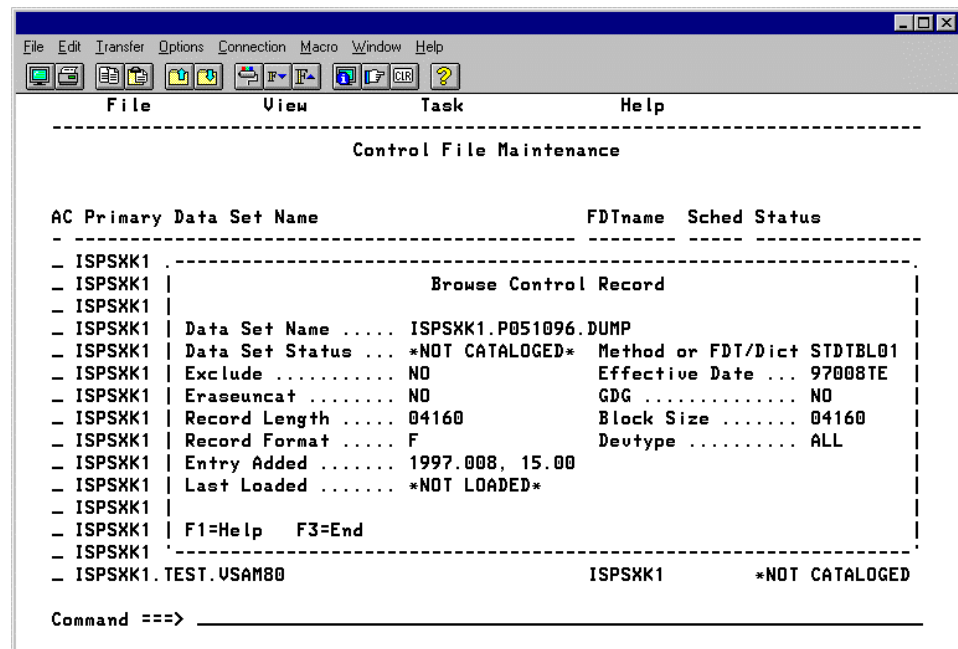 File Edit Transfer Options Connection Macro Window Help
CLR
File View Task Help
--------------------------------------------------------------------------------
Control File Maintenance
AC Primary Data Set Name FDTname Sched Status
- ------------------------------------------------ -------- ----- ----------------
_ ISPSXK1 .-----------------------------------------------------------------------.
_ ISPSXK1 | Browse Control Record |
_ ISPSXK1 | |
_ ISPSXK1 | Data Set Name ..... ISPSXK1.P051096.DUMP |
_ ISPSXK1 | Data Set Status ... *NOT CATALOGED* Method or FDT/Dict STDTBL01 |
_ ISPSXK1 | Exclude ........... NO Effective Date ... 97008TE |
_ ISPSXK1 | Eraseuncat ........ NO GDG .............. NO |
_ ISPSXK1 | Record Length ..... 04160 Block Size ....... 04160 |
_ ISPSXK1 | Record Format ..... F Devtype .......... ALL |
_ ISPSXK1 | Entry Added ....... 1997.008, 15.00 |
_ ISPSXK1 | Last Loaded ....... *NOT LOADED* |
_ ISPSXK1 | |
_ ISPSXK1 | F1=Help F3=End |
_ ISPSXK1 '-----------------------------------------------------------------------'
_ ISPSXK1.TEST.VSAM80 ISPSXK1 *NOT CATALOGED
Command ===> ____________________________________________________________________